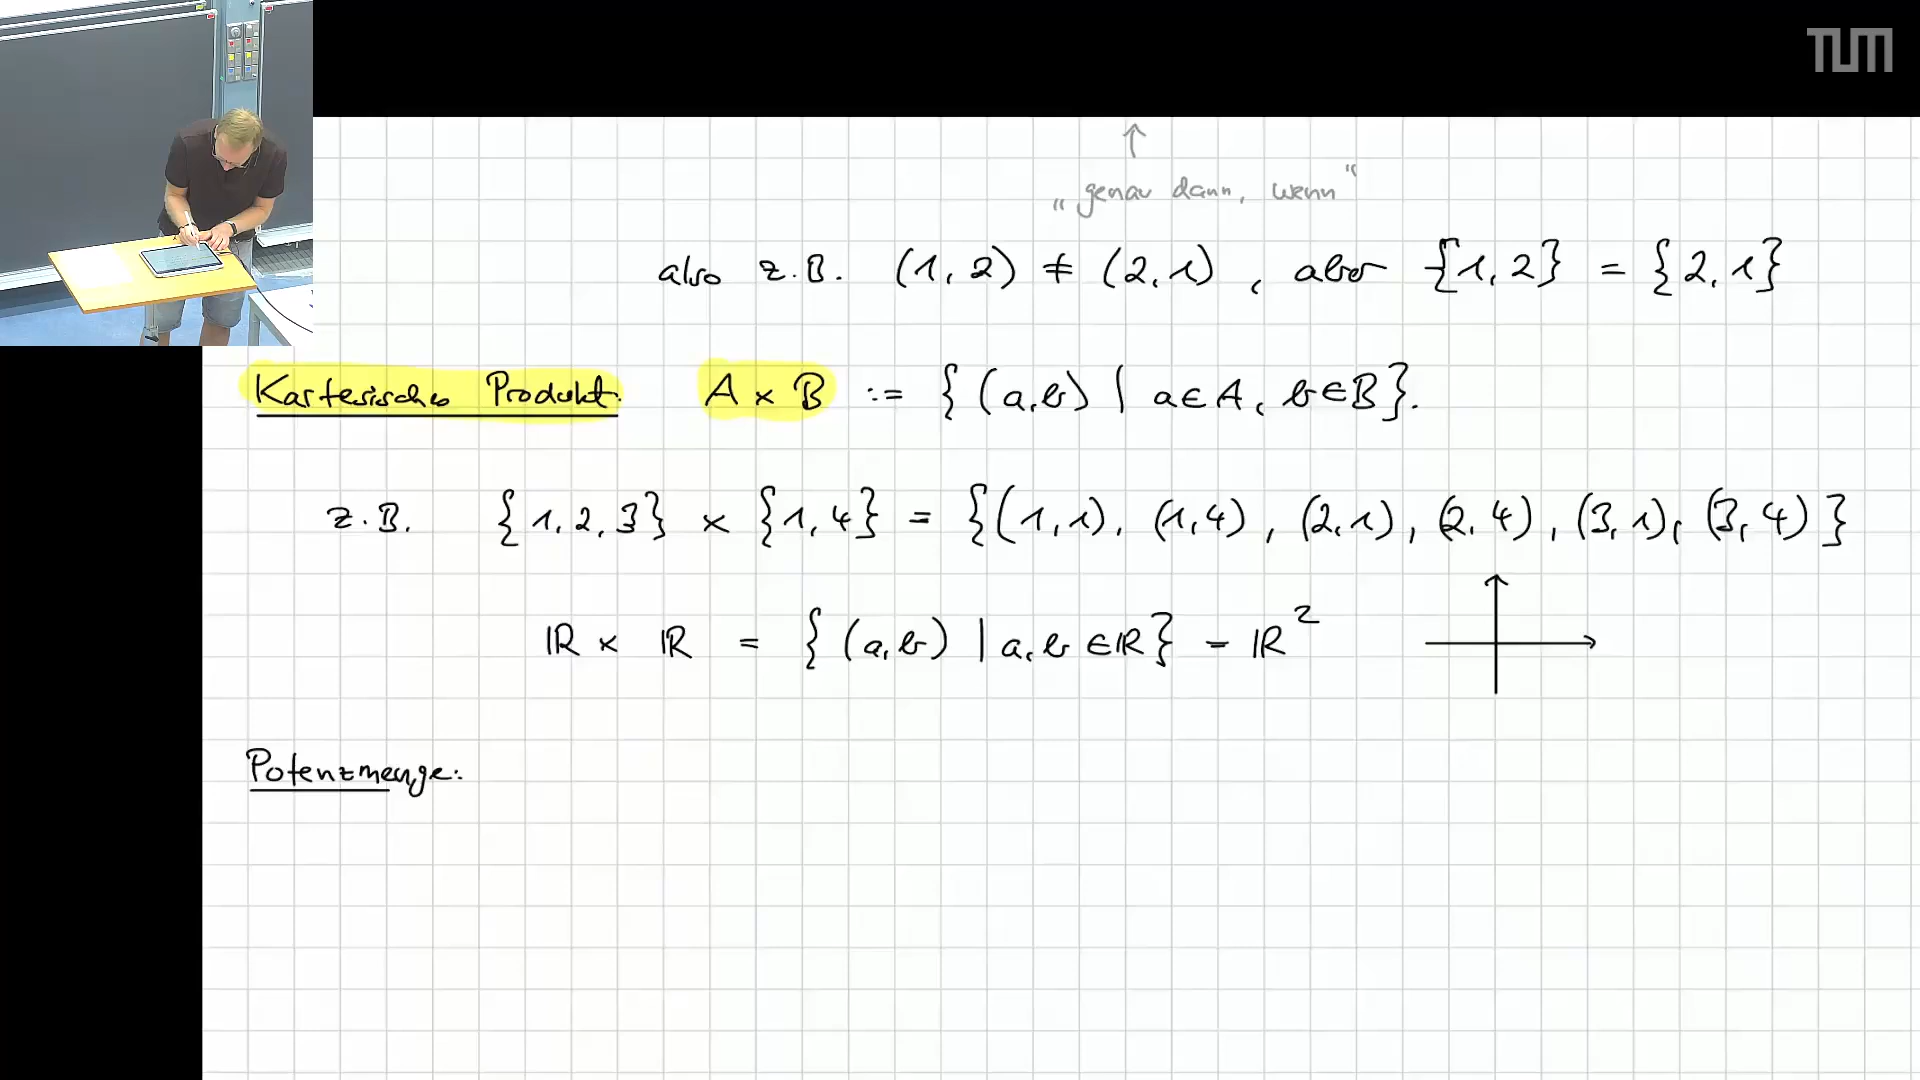 TUM
„genau dann, wenn“
also z.B. (1,2) ≠ (2,1), aber {1,2} = {2,1}
Kartesisches Produkt: A × B := {(a,b) | a∈A, b∈B}.
z.B. {1,2,3} × {1,4} = {(1,1), (1,4), (2,1), (2,4), (3,1), (3,4)}
ℝ × ℝ = {(a,b) | a,b ∈ℝ} = ℝ²
Potenzmenge: